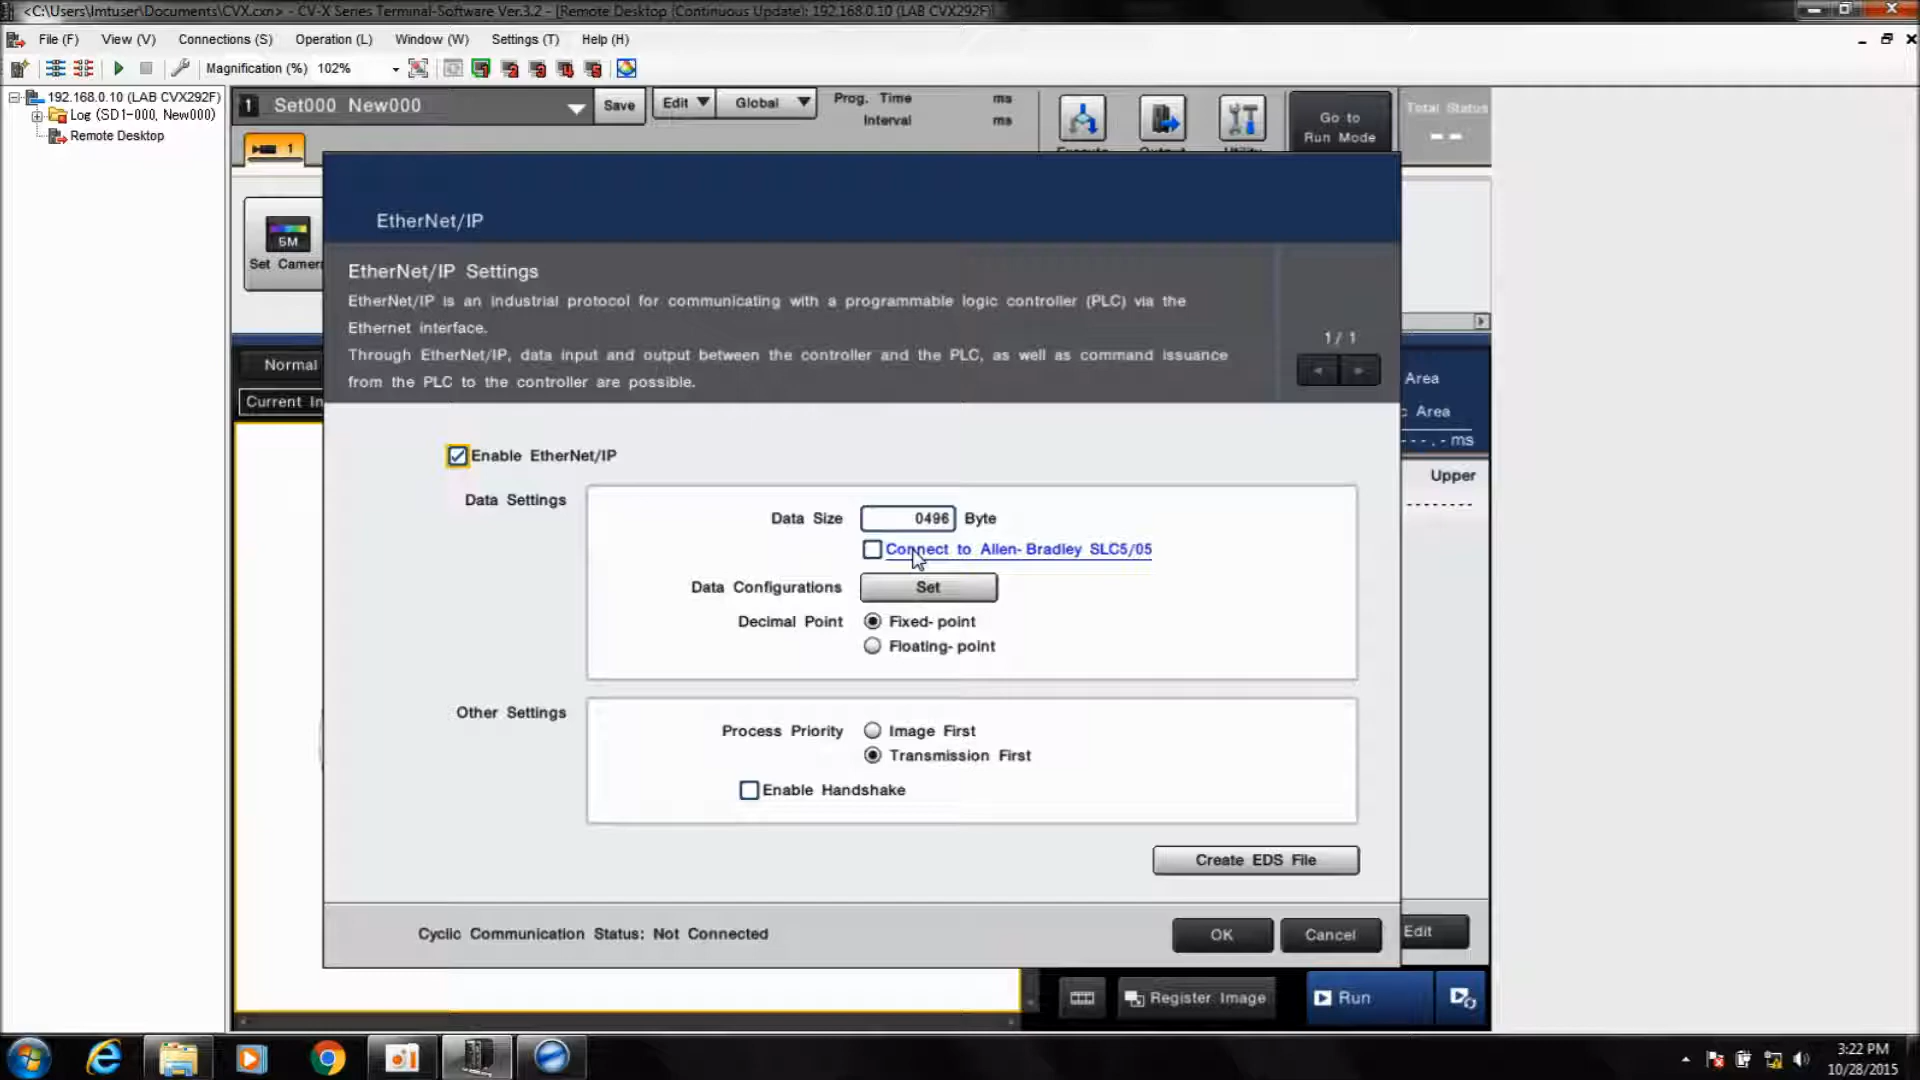 <C:\Users\lmtuser\Documents\CVX.cxn> - CV-X Series Terminal-Software Ver.3.2 - [Remote Desktop (Continuous Update): 192.168.0.10 (LAB CVX292F)]
File (F) View (V) Connections (S) Operation (L) Window (W) Settings (T) Help (H)
Magnification (%) 102%
192.168.0.10 (LAB CVX292F)
Log (SD1-000, New000)
Remote Desktop
1 Set000 New000 Save Edit Global
Prog. Time ms
Interval ms
Go to
Run Mode
Total Status
--
1
5M
Set Camera
EtherNet/IP
EtherNet/IP Settings
EtherNet/IP is an industrial protocol for communicating with a programmable logic controller (PLC) via the
Ethernet interface.
Through EtherNet/IP, data input and output between the controller and the PLC, as well as command issuance
from the PLC to the controller are possible.
1/ 1
Normal
Current In
Area
c Area
---.-ms
Upper
--------
Enable EtherNet/IP
Data Settings
Data Size 0496 Byte
Connect to Allen-Bradley SLC5/05
Data Configurations Set
Decimal Point Fixed-point
Floating-point
Other Settings
Process Priority Image First
Transmission First
Enable Handshake
Create EDS File
Cyclic Communication Status: Not Connected
OK Cancel
Edit
Register Image Run
3:22 PM
10/28/2015